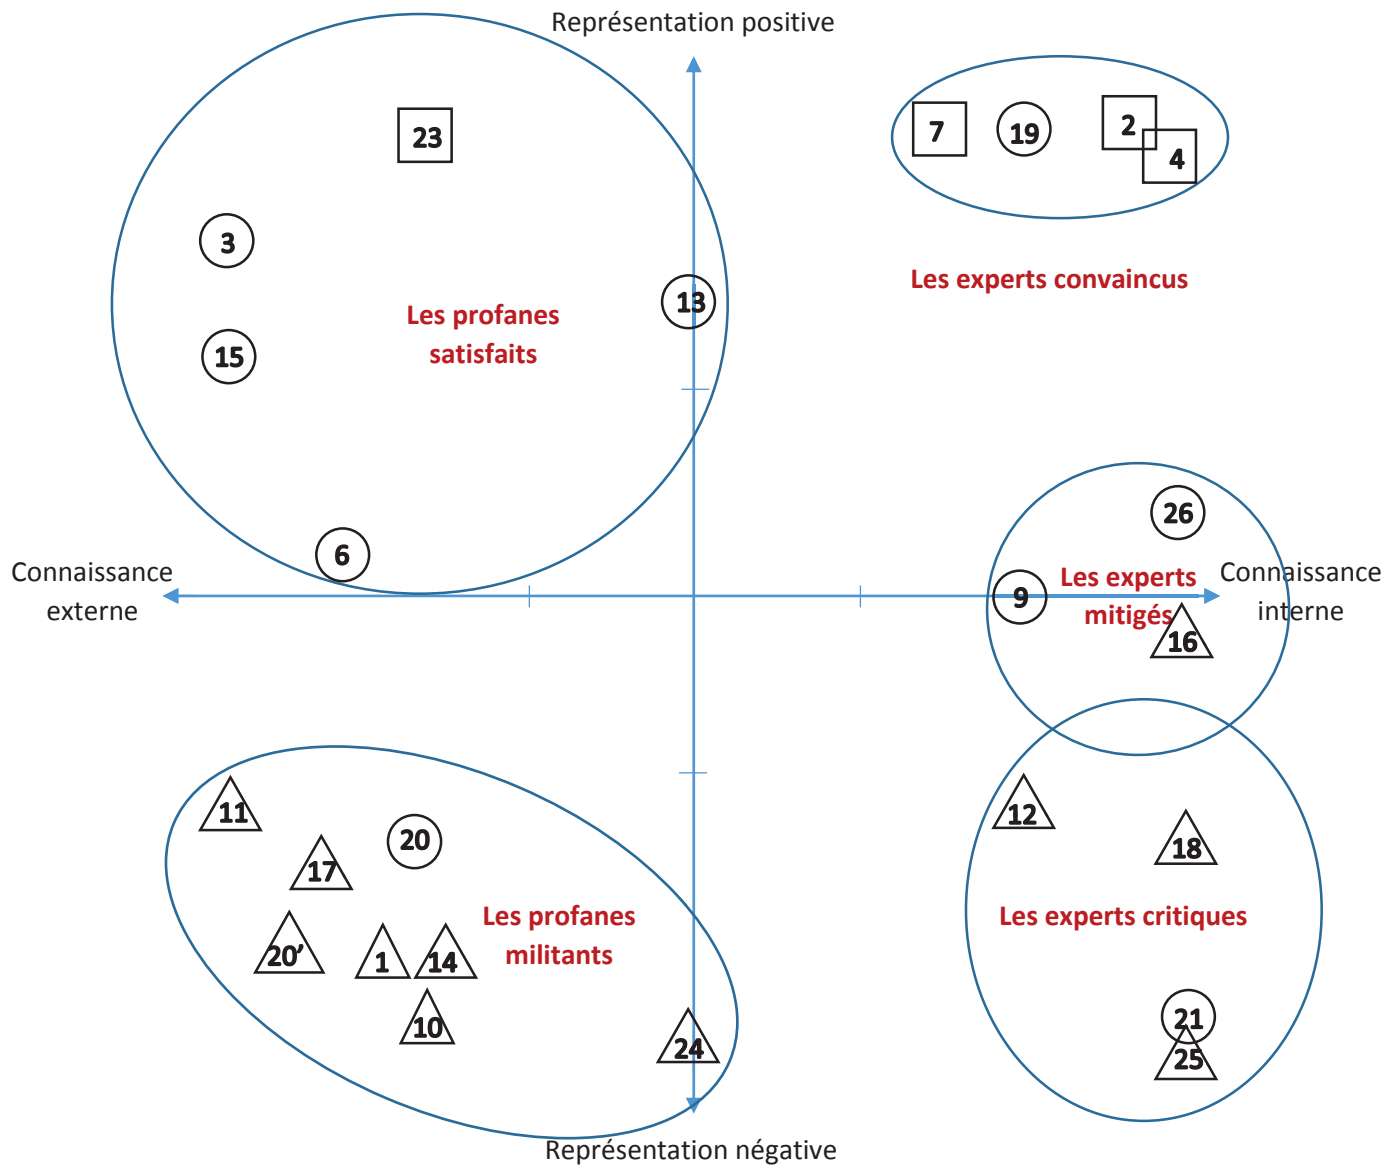 Représentation positive
7
19
2
4
23
3
13
15
Les experts convaincus
Les profanes
satisfaits
26
6
9
Connaissance
externe
Les experts
mitigés
Connaissance
interne
16
11
20
17
12
18
Les profanes
militants
Les experts critiques
20’
1
14
10
24
21
25
Représentation négative